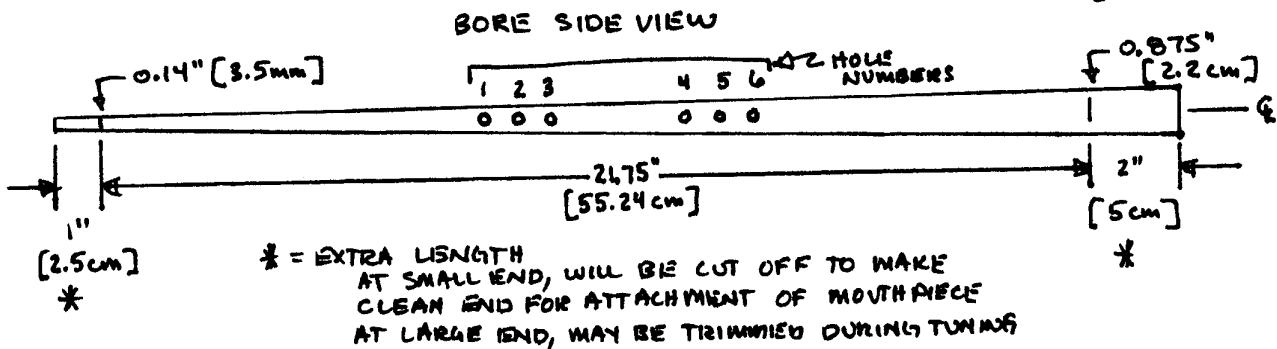 BORE SIDE VIEW
0.14" [3.5mm]
HOLE
NUMBERS
0.875"
[2.2cm]
1 2 3 4 5 6
℄
21.75"
[55.24cm]
1"
[2.5cm]
*
2"
[5cm]
*
* = EXTRA LENGTH
AT SMALL END, WILL BE CUT OFF TO MAKE
CLEAN END FOR ATTACHMENT OF MOUTHPIECE
AT LARGE END, MAY BE TRIMMED DURING TUNING